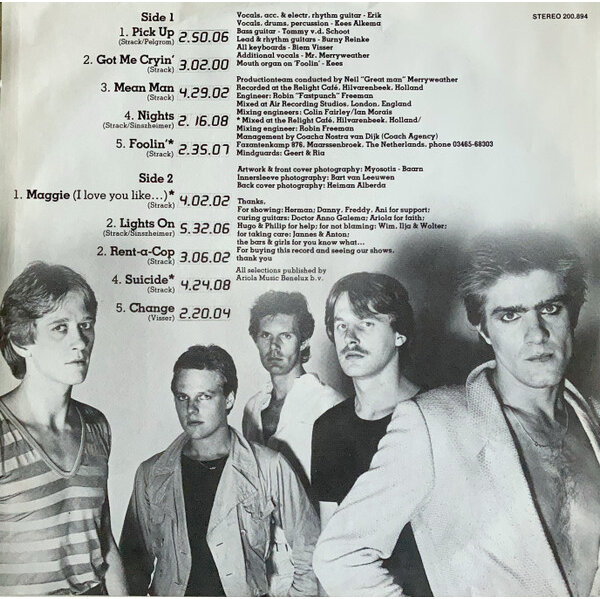 STEREO 200.894
Side 1
1. Pick Up 2.50.06
(Strack/Pelgrom)
2. Got Me Cryin' 3.02.00
(Strack)
3. Mean Man 4.29.02
(Strack)
4. Nights 2.16.08
(Strack/Sinszheimer)
5. Foolin'* 2.35.07
(Strack)
Side 2
1. Maggie (I love you like...)* 4.02.02
(Strack)
2. Lights On 5.32.06
(Strack/Sinszheimer)
2. Rent-a-Cop 3.06.02
(Strack)
4. Suicide* 4.24.08
(Strack)
5. Change 2.20.04
(Visser)
Vocals, acc. & electr. rhythm guitar - Erik
Vocals, drums, percussion - Kees Alkema
Bass guitar - Tommy v.d. Schoot
Lead & rhythm guitars - Burny Reinke
All keyboards - Biem Visser
Additional vocals - Mr. Merryweather
Mouth organ on 'Foolin' - Kees
Productionteam conducted by Neil "Great man" Merryweather
Recorded at the Relight Café, Hilvarenbeek, Holland
Engineer: Robin "Fastpunch" Freeman
Mixed at Air Recording Studios, London, England
Mixing engineers: Colin Fairley/Ian Morais
* Mixed at the Relight Café, Hilvarenbeek, Holland/
Mixing engineer: Robin Freeman
Management by Coacha Nostra van Dijk (Coach Agency)
Fazantenkamp 876, Maarssenbroek, The Netherlands, phone 03465-68303
Mindguards: Geert & Ria
Artwork & front cover photography: Myosotis - Baarn
Innersleeve photography: Bart van Leeuwen
Back cover photography: Heiman Alberda
Thanks,
For showing: Herman; Danny, Freddy, Ani for support;
curing guitars; Doctor Anno Galema; Ariola for faith;
Hugo & Philip for help; for not blaming: Wim, Ilja & Wolter;
for taking care: Jannes & Anton;
the bars & girls for you know what...
For buying this record and seeing our shows,
thank you
All selections published by
Ariola Music Benelux b.v.